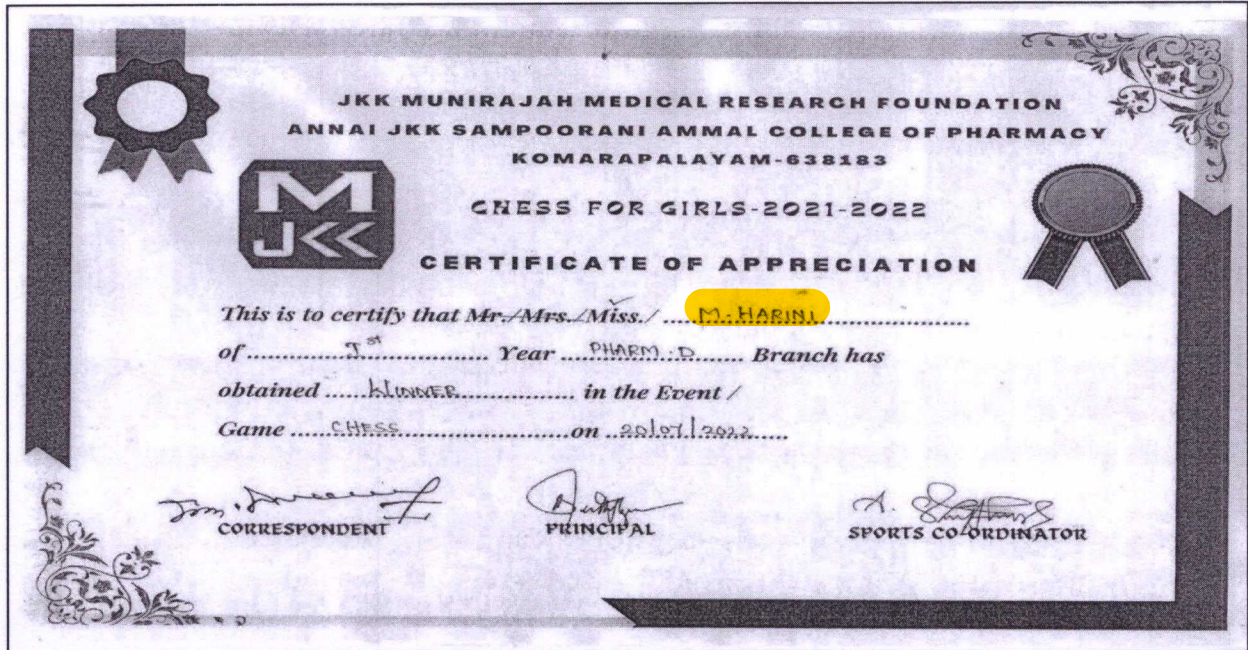 JKK MUNIRAJAH MEDICAL RESEARCH FOUNDATION
ANNAI JKK SAMPOORANI AMMAL COLLEGE OF PHARMACY
KOMARAPALAYAM-638183
M
JKK
CHESS FOR GIRLS-2021-2022
CERTIFICATE OF APPRECIATION
This is to certify that Mr./Mrs./Miss./ ....M. HARINI....
of ....Ist.... Year ....PHARM.D.... Branch has
obtained ....WINNER.... in the Event /
Game ....CHESS.... on ..20/07/2022....
CORRESPONDENT PRINCIPAL SPORTS CO-ORDINATOR